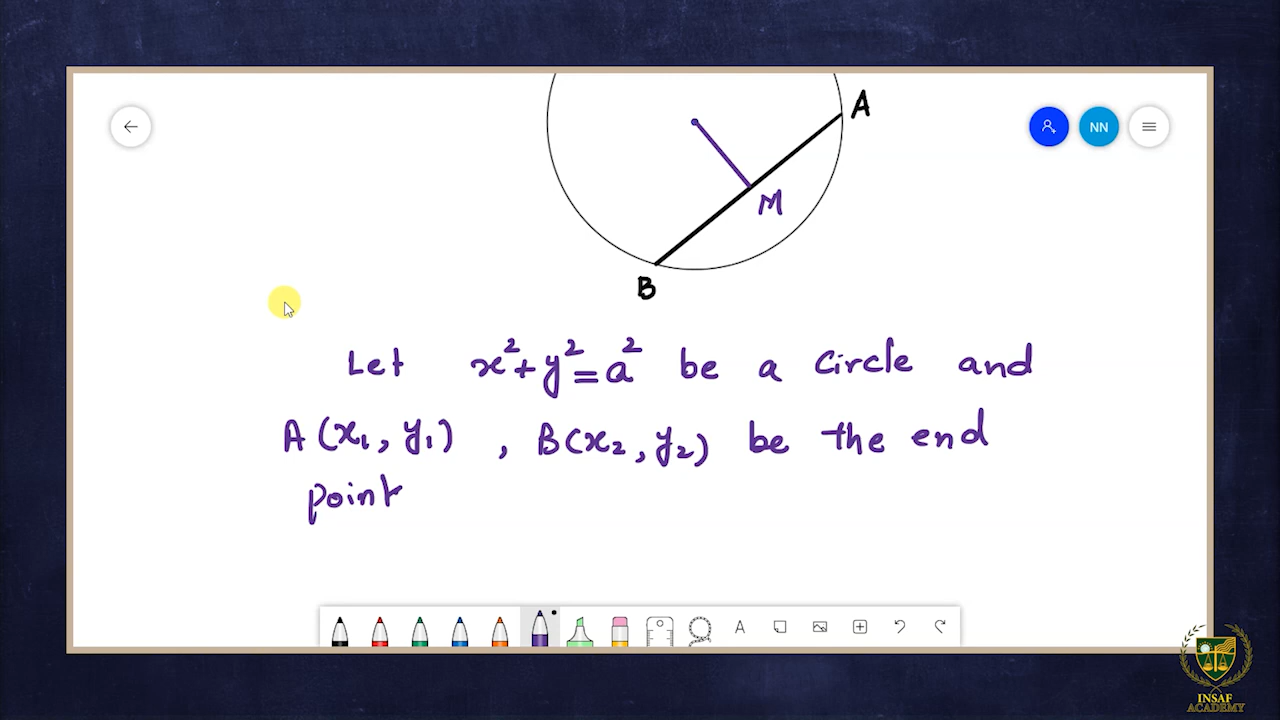 A
NN
M
B
Let x²+y²=a² be a circle and
A(x₁, y₁) , B(x₂, y₂) be the end
point
A
INSAF
ACADEMY